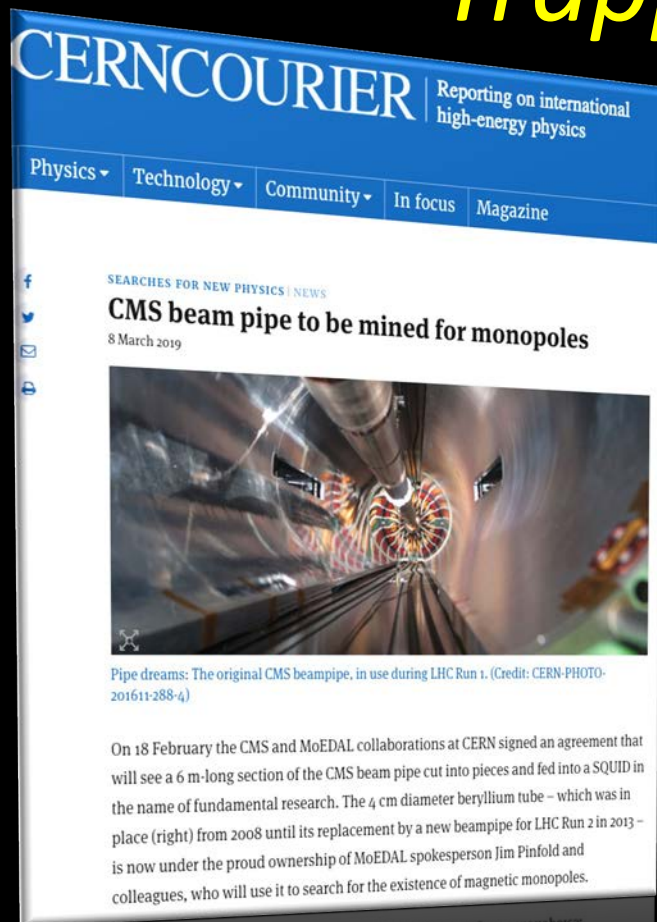 CERNCOURIER
Reporting on international
high-energy physics
Physics
Technology
Community
In focus
Magazine
SEARCHES FOR NEW PHYSICS | NEWS
CMS beam pipe to be mined for monopoles
8 March 2019
Pipe dreams: The original CMS beampipe, in use during LHC Run 1. (Credit: CERN-PHOTO-
201611-288-4)
On 18 February the CMS and MoEDAL collaborations at CERN signed an agreement that
will see a 6 m-long section of the CMS beam pipe cut into pieces and fed into a SQUID in
the name of fundamental research. The 4 cm diameter beryllium tube – which was in
place (right) from 2008 until its replacement by a new beampipe for LHC Run 2 in 2013 –
is now under the proud ownership of MoEDAL spokesperson Jim Pinfold and
colleagues, who will use it to search for the existence of magnetic monopoles.